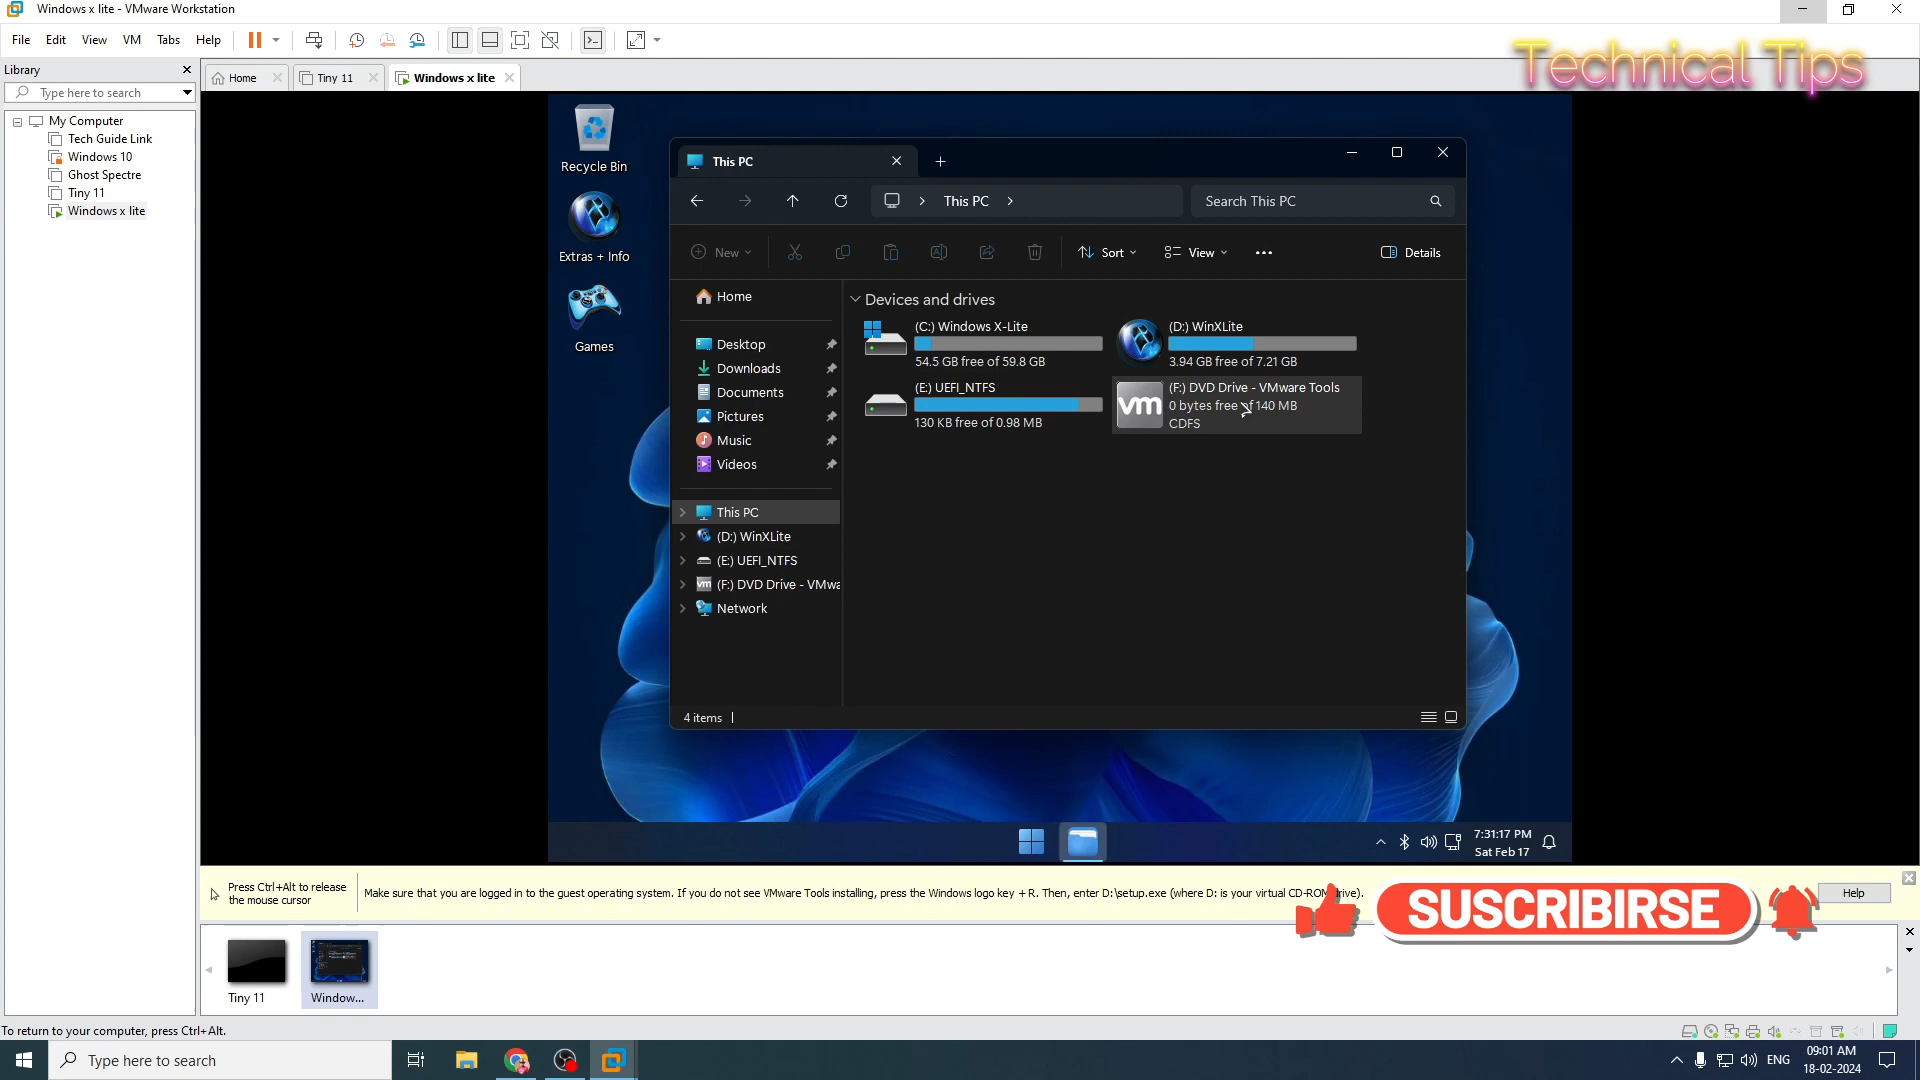 Windows x lite - VMware Workstation
File Edit View VM Tabs Help
Technical Tips
Library
Type here to search
Home
Tiny 11
Windows x lite
My Computer
Tech Guide Link
Windows 10
Ghost Spectre
Tiny 11
Windows x lite
Recycle Bin
Extras + Info
Games
This PC
This PC
Search This PC
New
Sort
View
Details
Home
Desktop
Downloads
Documents
Pictures
Music
Videos
This PC
(D:) WinXLite
(E:) UEFI_NTFS
(F:) DVD Drive - VMwa
Network
Devices and drives
(C:) Windows X-Lite
54.5 GB free of 59.8 GB
(D:) WinXLite
3.94 GB free of 7.21 GB
(E:) UEFI_NTFS
130 KB free of 0.98 MB
vm
(F:) DVD Drive - VMware Tools
0 bytes free of 140 MB
CDFS
4 items
7:31:17 PM
Sat Feb 17
Press Ctrl+Alt to release
the mouse cursor
Make sure that you are logged in to the guest operating system. If you do not see VMware Tools installing, press the Windows logo key + R. Then, enter D:\setup.exe (where D: is your virtual CD-ROM drive).
Help
SUSCRIBIRSE
Tiny 11
Window...
To return to your computer, press Ctrl+Alt.
Type here to search
ENG
09:01 AM
18-02-2024